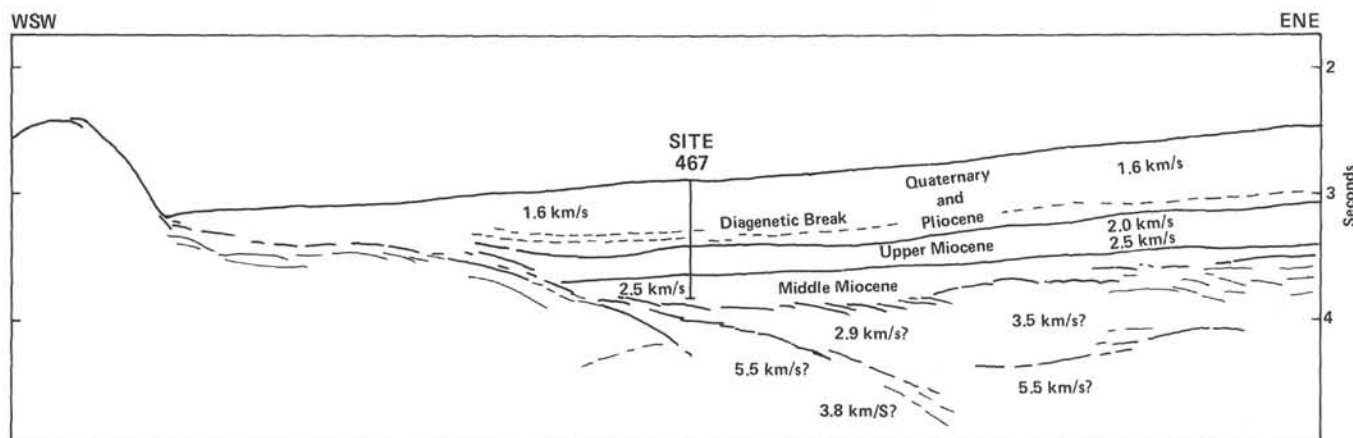 WSW
ENE
2
SITE
467
Quaternary
and
Pliocene
1.6 km/s
3
Seconds
1.6 km/s
Diagenetic Break
2.0 km/s
2.5 km/s
Upper Miocene
2.5 km/s
Middle Miocene
2.9 km/s?
3.5 km/s?
4
5.5 km/s?
5.5 km/s?
3.8 km/S?